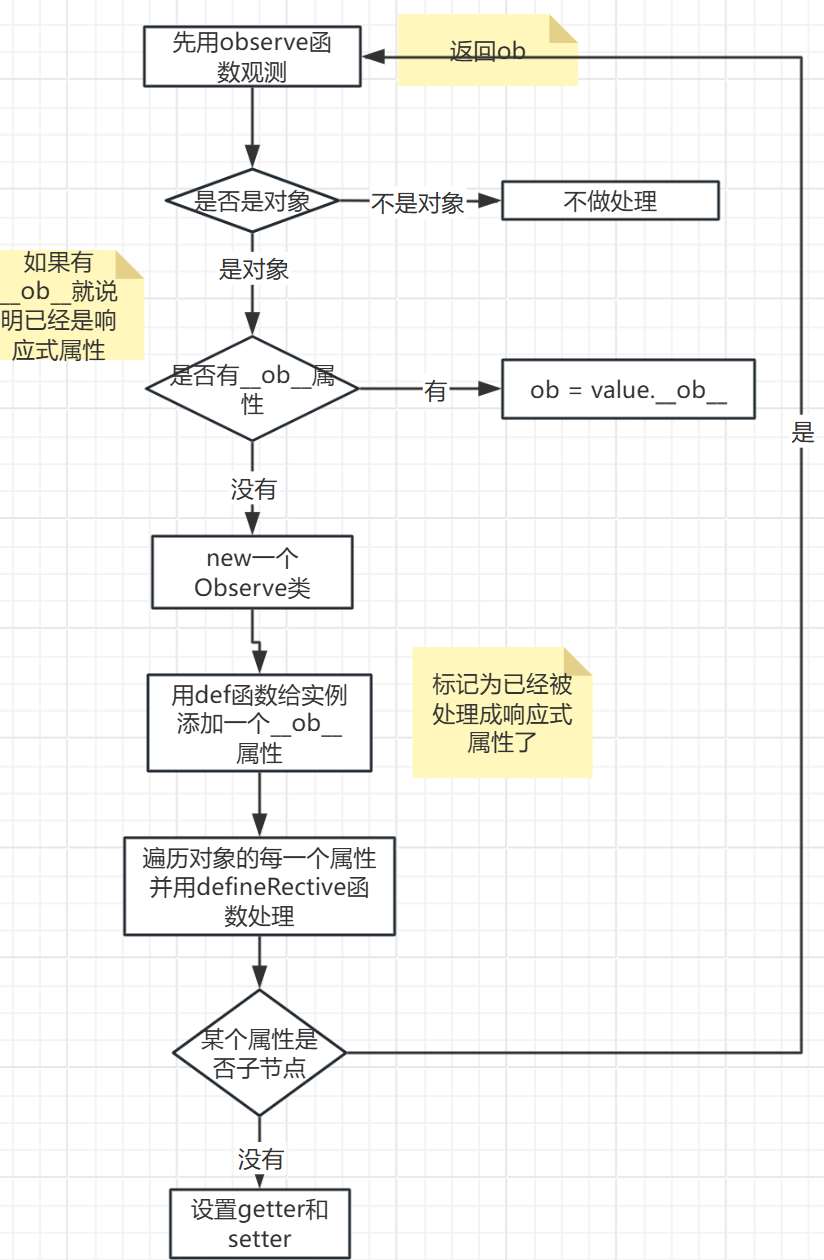 先用observe函
数观测
返回ob
是否是对象
不是对象
不做处理
是对象
如果有
__ob__就说
明已经是响
应式属性
是否有__ob__属
性
有
ob = value.__ob__
是
没有
new一个
Observe类
用def函数给实例
添加一个__ob__
属性
标记为已经被
处理成响应式
属性了
遍历对象的每一个属性
并用defineRective函
数处理
某个属性是
否子节点
没有
设置getter和
setter